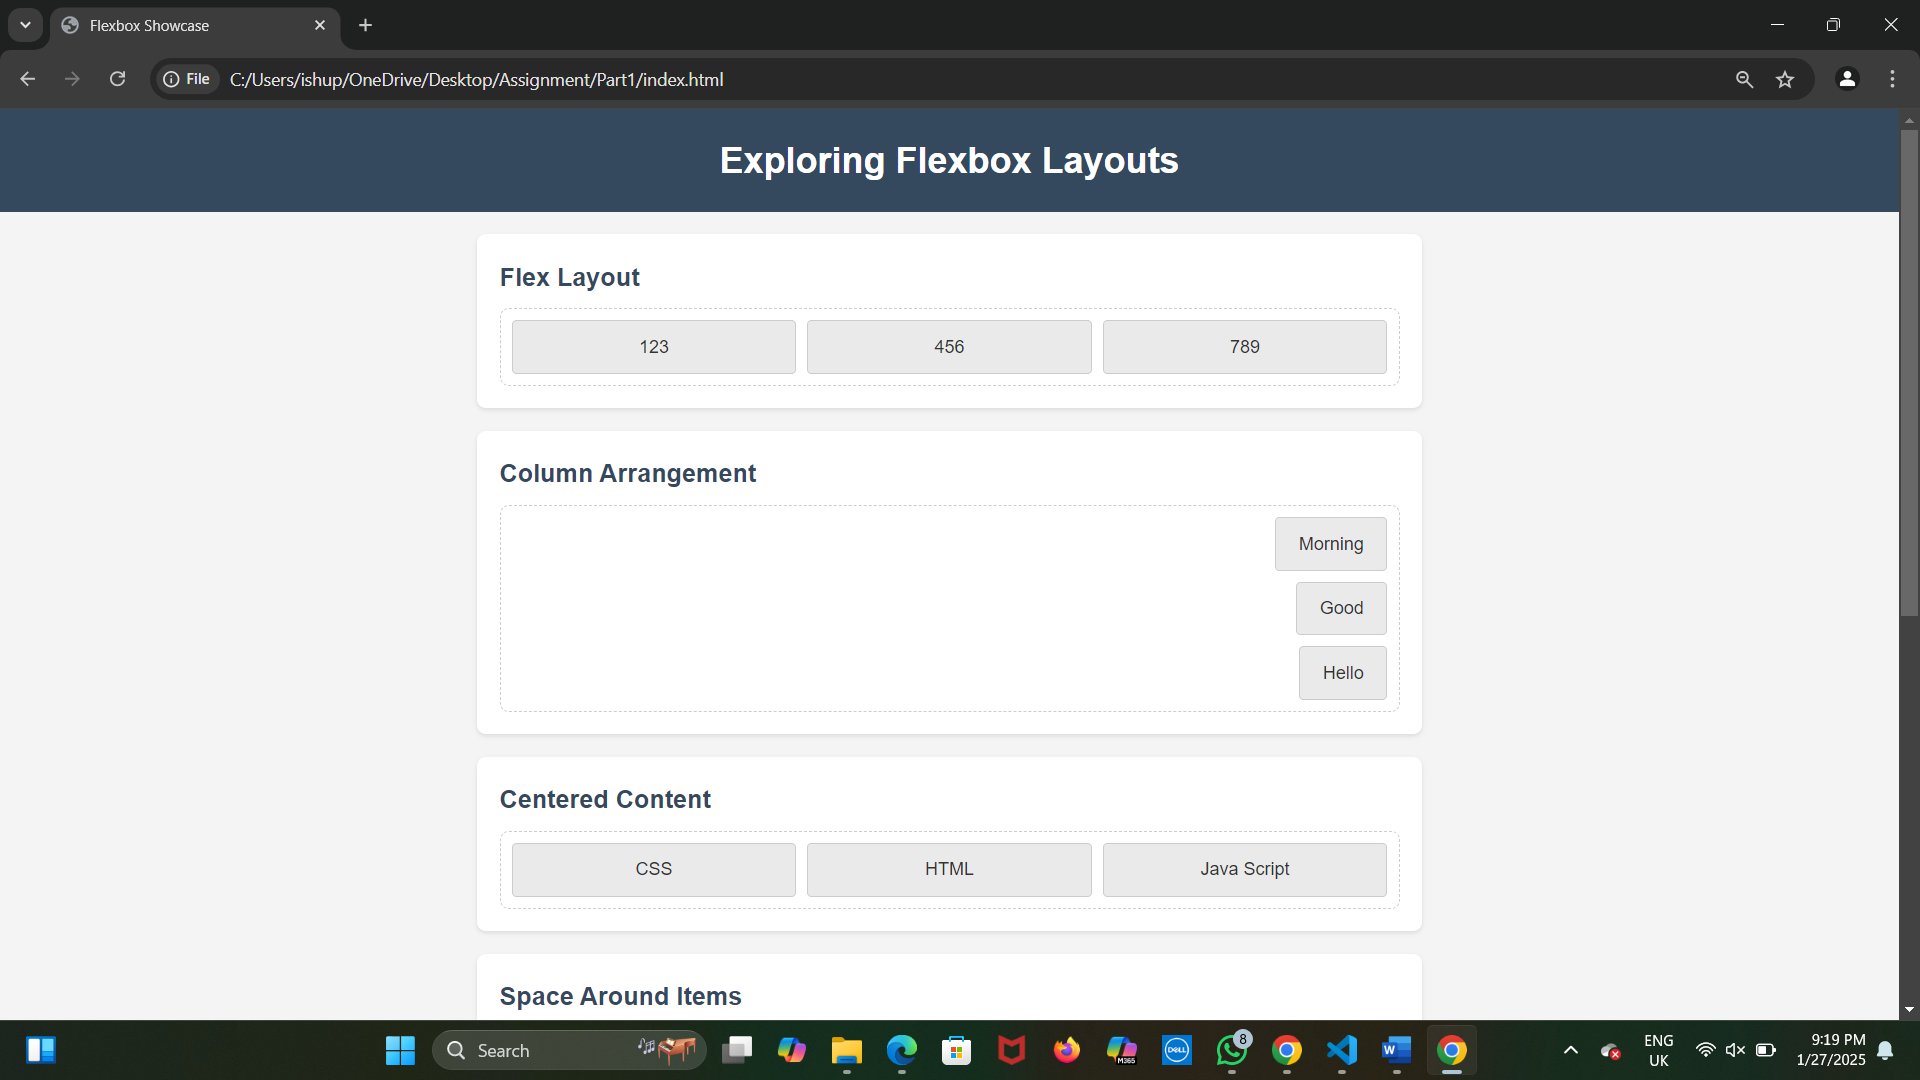 Flexbox Showcase
File
C:/Users/ishup/OneDrive/Desktop/Assignment/Part1/index.html
Exploring Flexbox Layouts
Flex Layout
123 456 789
Column Arrangement
Morning
Good
Hello
Centered Content
CSS HTML Java Script
Space Around Items
Search
M365
DELL
8
W
ENG
UK
9:19 PM
1/27/2025